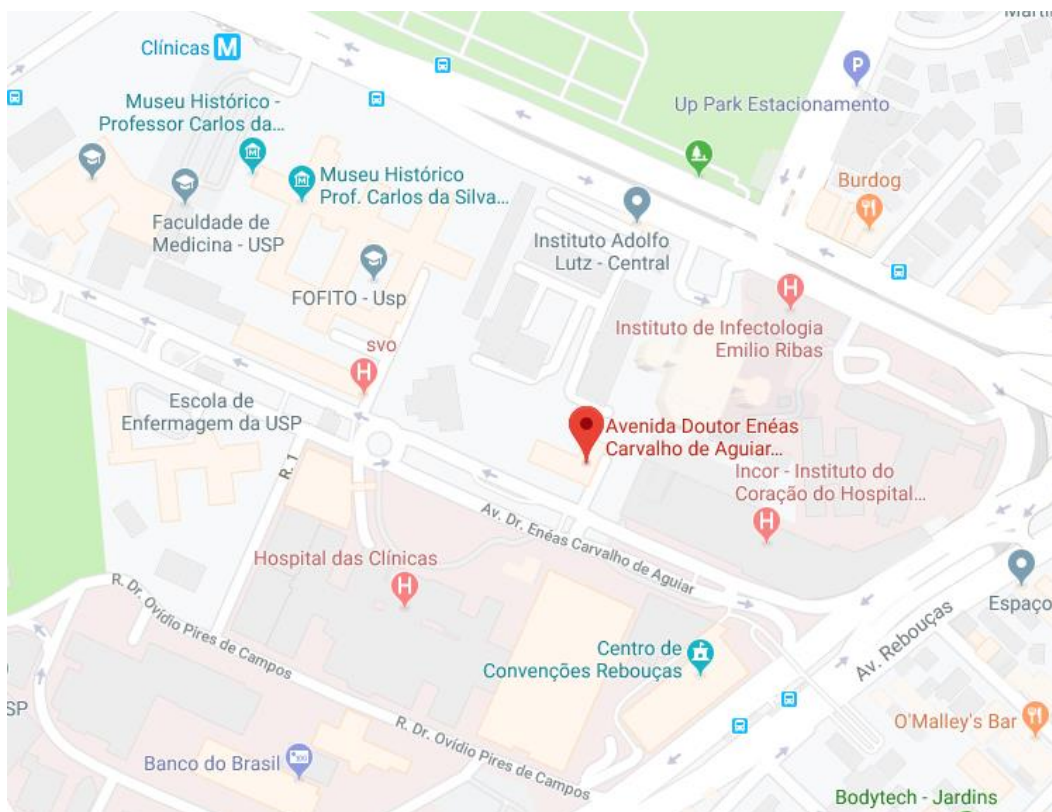 Martin
Clínicas M
Museu Histórico -
Professor Carlos da...
Up Park Estacionamento
P
Museu Histórico
Prof. Carlos da Silva...
Burdog
Faculdade de
Medicina - USP
Instituto Adolfo
Lutz - Central
FOFITO - Usp
H
Instituto de Infectologia
Emilio Ribas
svo
H
Escola de
Enfermagem da USP
Avenida Doutor Enéas
Carvalho de Aguiar...
R. 1
Incor - Instituto do
Coração do Hospital...
H
Av. Dr. Enéas Carvalho de Aguiar
Hospital das Clínicas
H
R. Dr. Ovídio Pires de Campos
Espaço
Av. Rebouças
Centro de
Convenções Rebouças
SP
R. Dr. Ovídio Pires de Campos
O'Malley's Bar
Banco do Brasil
Bodytech - Jardins